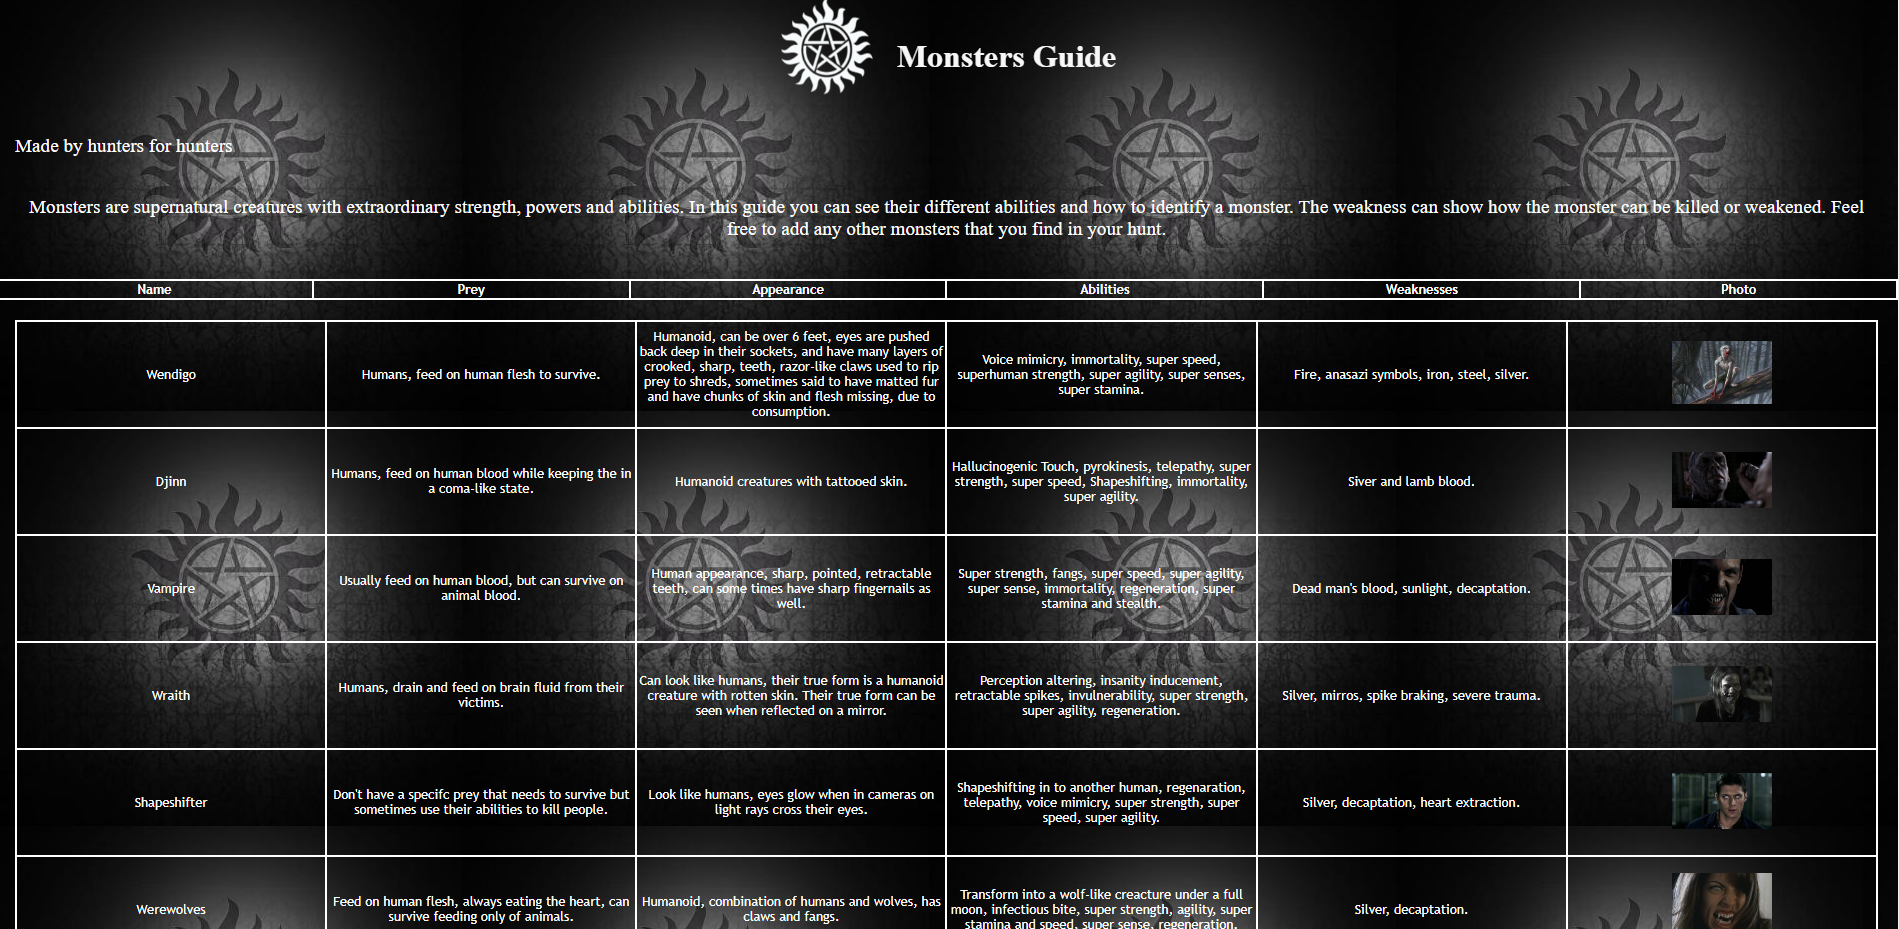 Monsters Guide
Made by hunters for hunters
Monsters are supernatural creatures with extraordinary strength, powers and abilities. In this guide you can see their different abilities and how to identify a monster. The weakness can show how the monster can be killed or weakened. Feel
free to add any other monsters that you find in your hunt.
Name
Prey
Appearance
Abilities
Weaknesses
Photo
Wendigo
Humans, feed on human flesh to survive.
Humanoid, can be over 6 feet, eyes are pushed
back deep in their sockets, and have many layers of
crooked, sharp, teeth, razor-like claws used to rip
prey to shreds, sometimes said to have matted fur
and have chunks of skin and flesh missing, due to
consumption.
Voice mimicry, immortality, super speed,
superhuman strength, super agility, super senses,
super stamina.
Fire, anasazi symbols, iron, steel, silver.
Djinn
Humans, feed on human blood while keeping the in
a coma-like state.
Humanoid creatures with tattooed skin.
Hallucinogenic Touch, pyrokinesis, telepathy, super
strength, super speed, Shapeshifting, immortality,
super agility.
Siver and lamb blood.
Vampire
Usually feed on human blood, but can survive on
animal blood.
Human appearance, sharp, pointed, retractable
teeth, can some times have sharp fingernails as
well.
Super strength, fangs, super speed, super agility,
super sense, immortality, regeneration, super
stamina and stealth.
Dead man's blood, sunlight, decaptation.
Wraith
Humans, drain and feed on brain fluid from their
victims.
Can look like humans, their true form is a humanoid
creature with rotten skin. Their true form can be
seen when reflected on a mirror.
Perception altering, insanity inducement,
retractable spikes, invulnerability, super strength,
super agility, regeneration.
Silver, mirros, spike braking, severe trauma.
Shapeshifter
Don't have a specifc prey that needs to survive but
sometimes use their abilities to kill people.
Look like humans, eyes glow when in cameras on
light rays cross their eyes.
Shapeshifting in to another human, regenaration,
telepathy, voice mimicry, super strength, super
speed, super agility.
Silver, decaptation, heart extraction.
Werewolves
Feed on human flesh, always eating the heart, can
survive feeding only of animals.
Humanoid, combination of humans and wolves, has
claws and fangs.
Transform into a wolf-like creacture under a full
moon, infectious bite, super strength, agility, super
stamina and speed, super sense, regeneration.
Silver, decaptation.